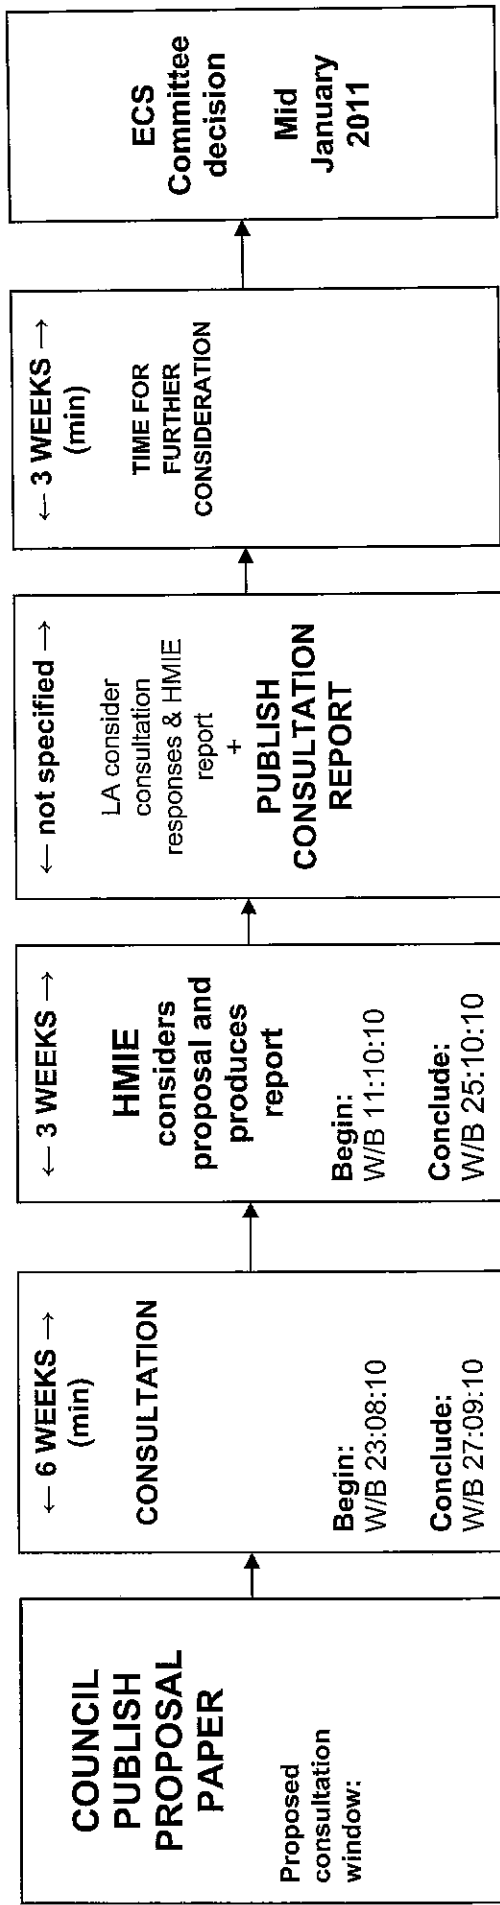 COUNCIL
PUBLISH
PROPOSAL
PAPER
Proposed
consultation
window:
← 6 WEEKS →
(min)
CONSULTATION
Begin:
W/B 23:08:10
Conclude:
W/B 27:09:10
← 3 WEEKS →
HMIE
considers
proposal and
produces
report
Begin:
W/B 11:10:10
Conclude:
W/B 25:10:10
← not specified →
LA consider
consultation
responses & HMIE
report
+
PUBLISH
CONSULTATION
REPORT
← 3 WEEKS →
(min)
TIME FOR
FURTHER
CONSIDERATION
ECS
Committee
decision
Mid
January
2011